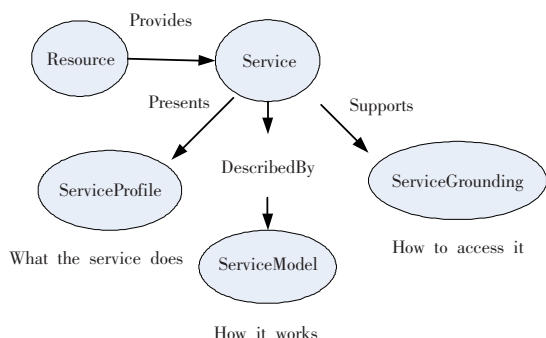 Provides
Resource
Service
Presents
Supports
DescribedBy
ServiceProfile
ServiceGrounding
What the service does
ServiceModel
How to access it
How it works